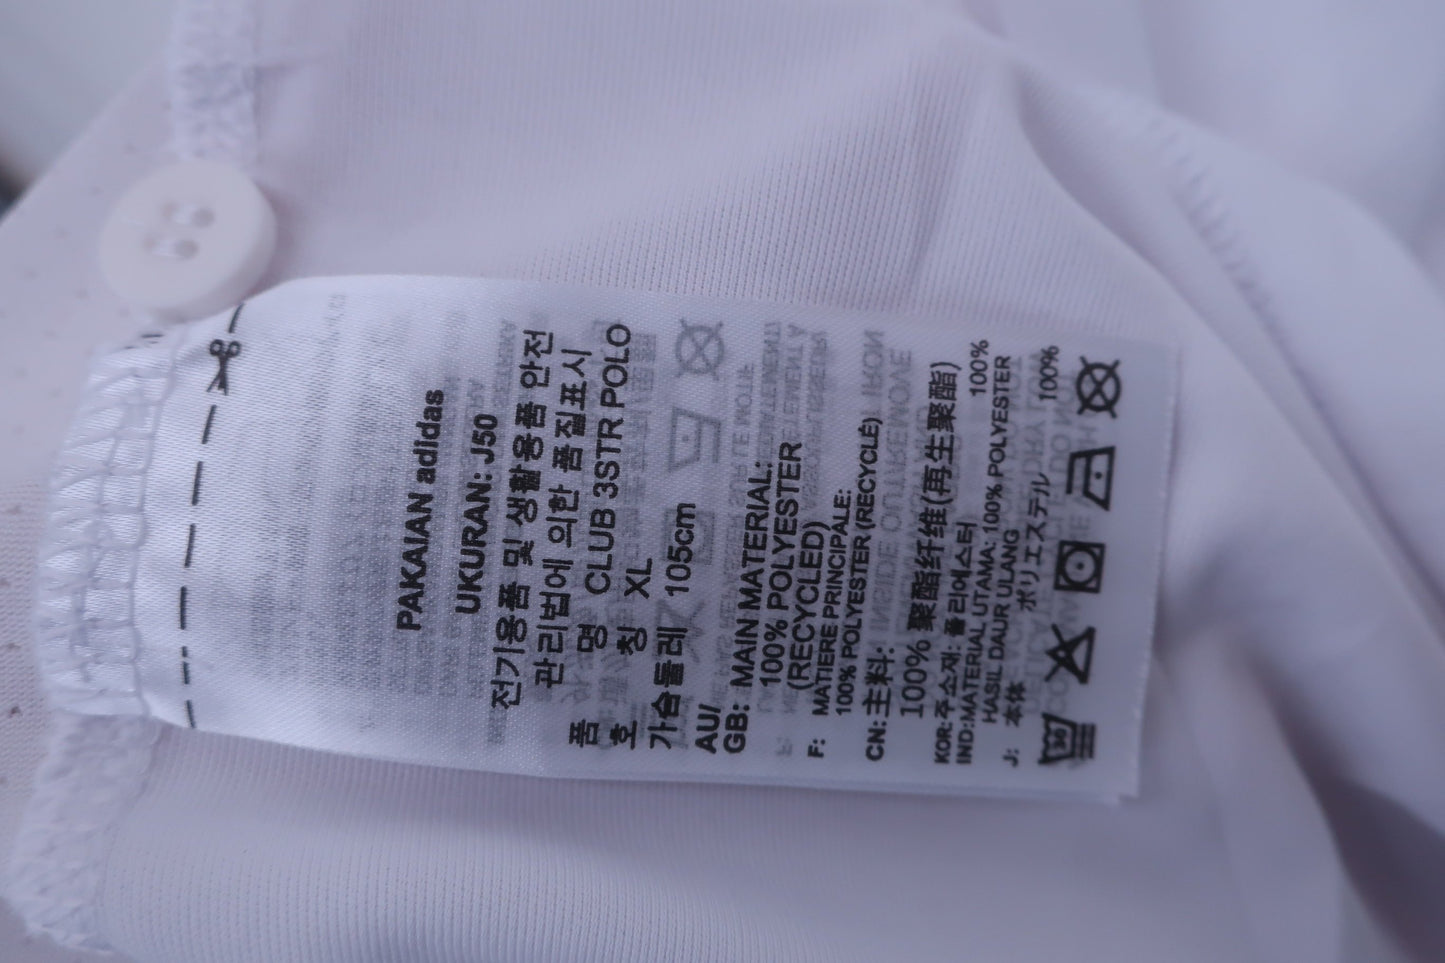 PAKAIAN adidas
UKURAN: J50
전기용품 및 생활용품 안전
관리법에 의한 품질표시
품 명 CLUB 3STR POLO
호 칭 XL
가슴둘레 105cm
AU/
GB: MAIN MATERIAL:
100% POLYESTER
(RECYCLED)
F: MATIERE PRINCIPALE:
100% POLYESTER (RECYCLÉ)
CN: 主料:
100% 聚酯纤维(再生聚酯)
KOR: 주소재: 폴리에스터 100%
IND:MATERIAL UTAMA: 100% POLYESTER
HASIL DAUR ULANG
J: 本体 ポリエステル 100%
30